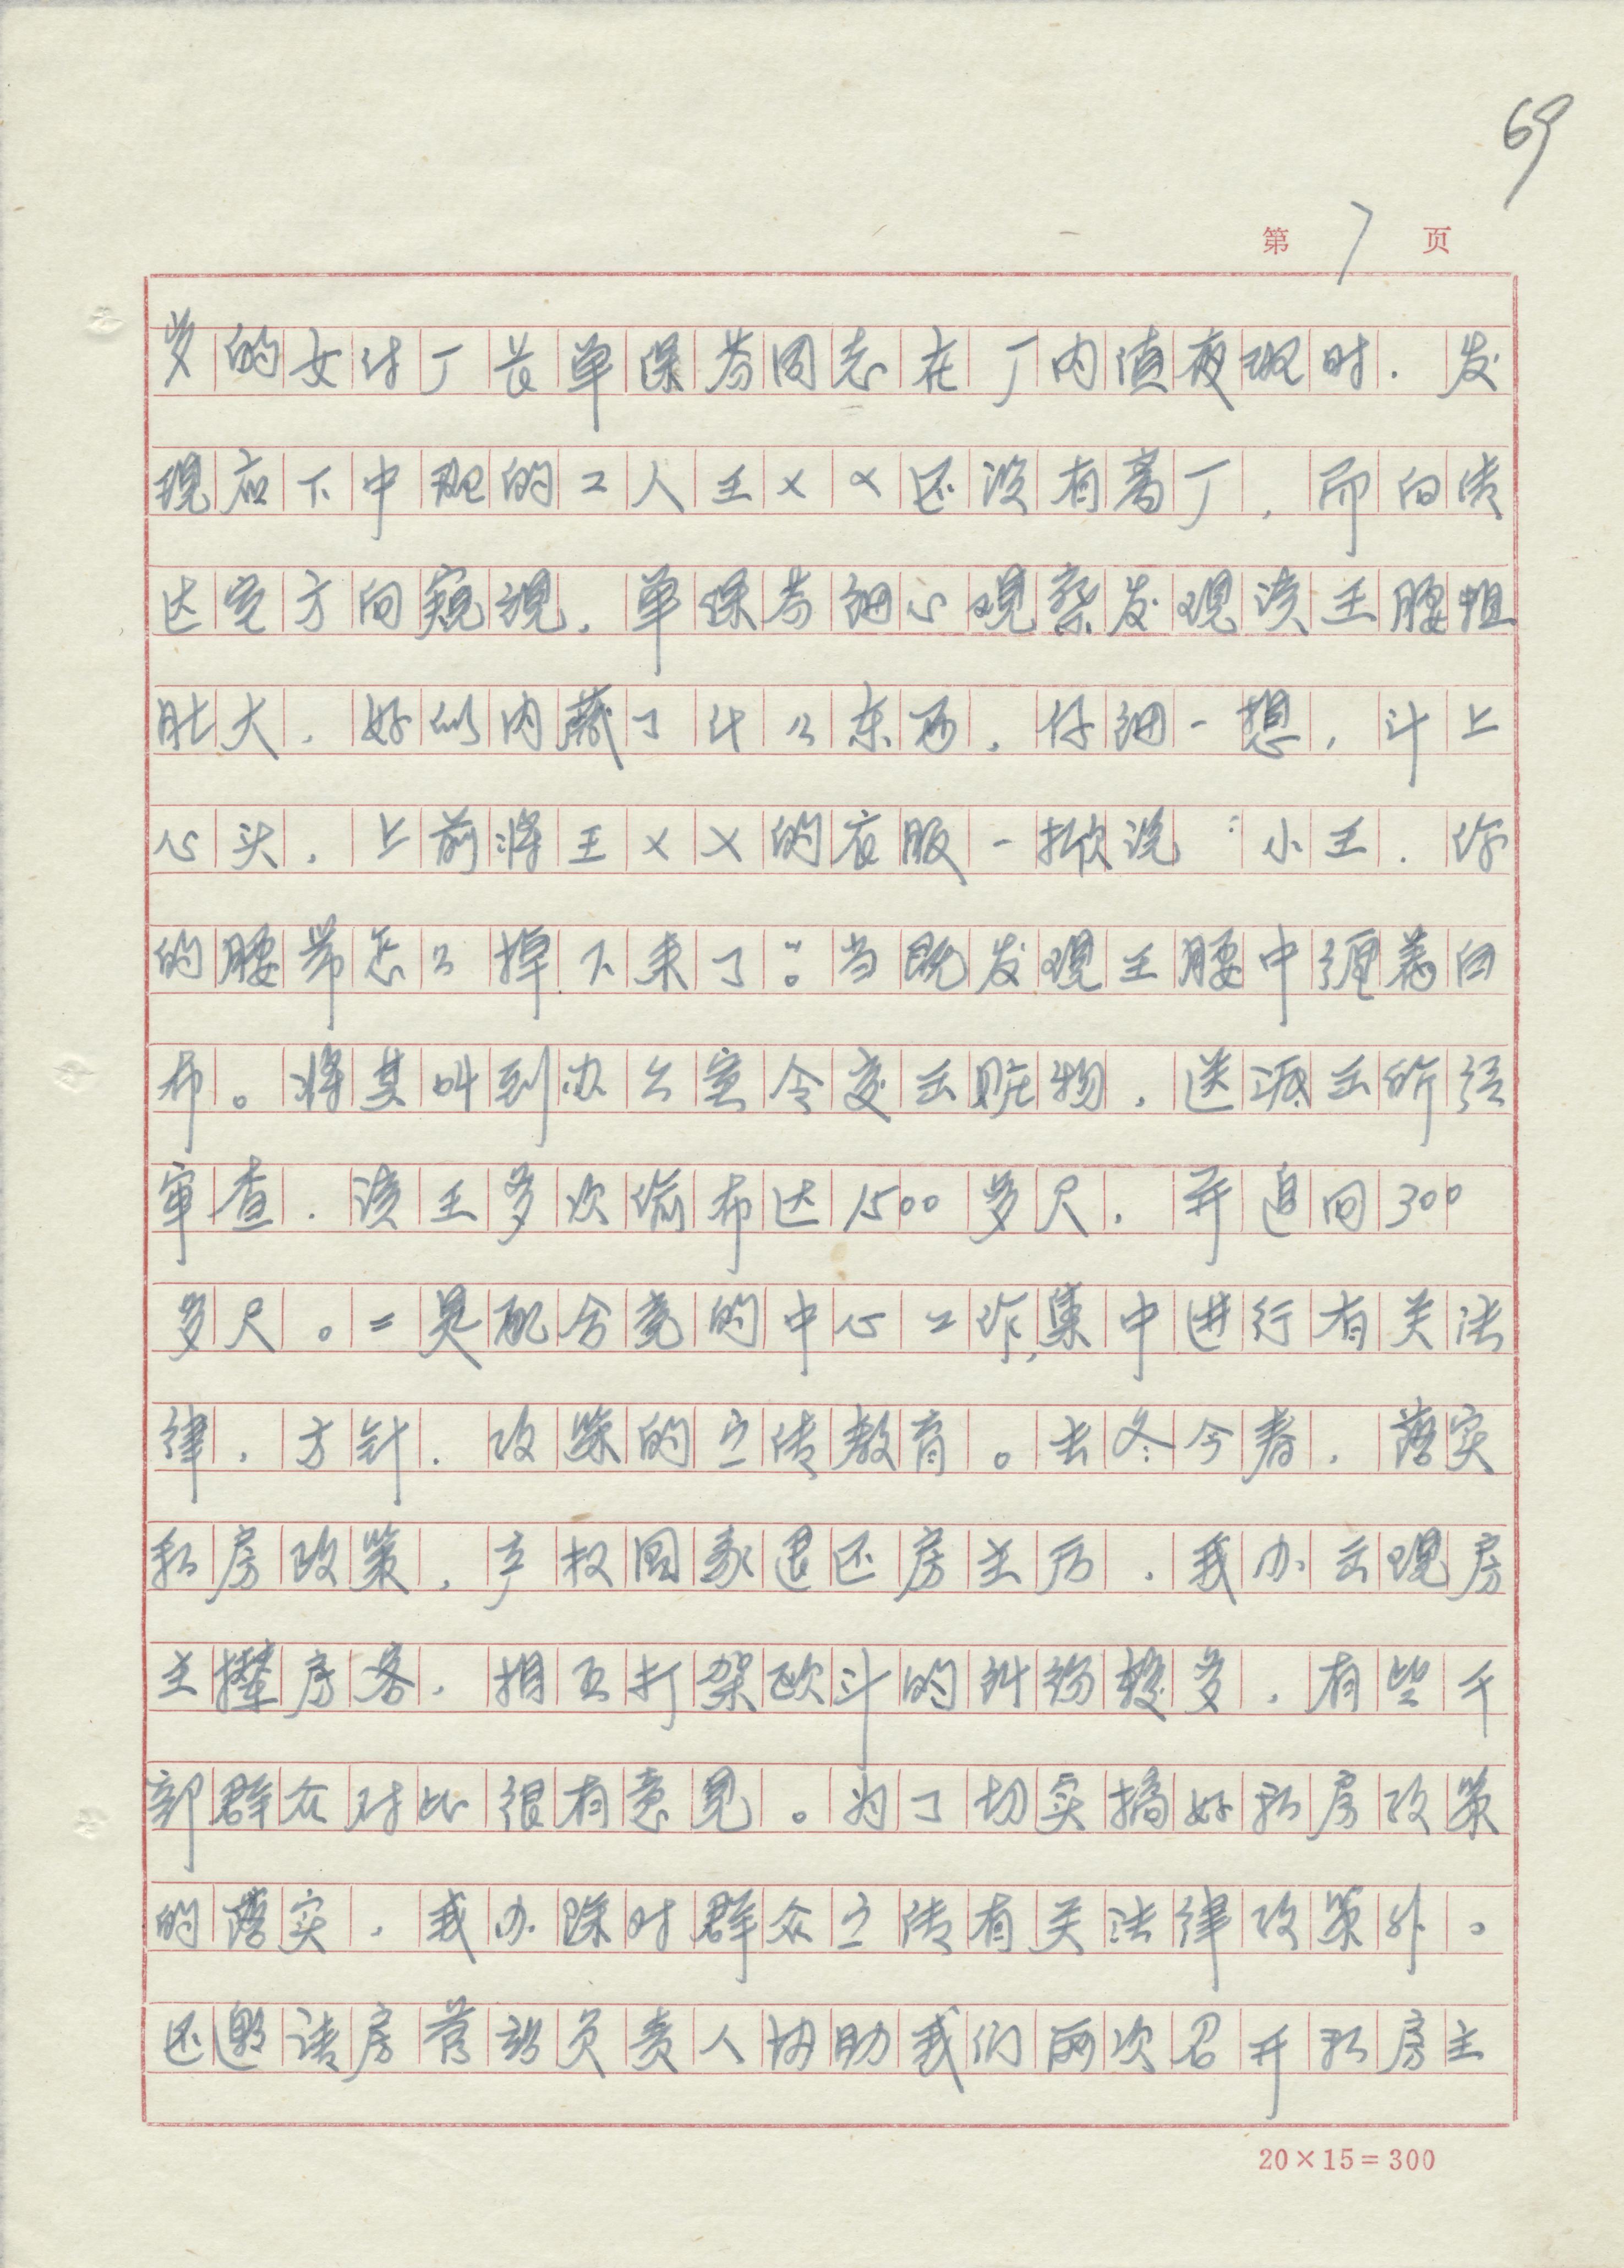 69
第 7 页
岁的女付厂长单保芳同志在厂内值夜班时.发
现应下中班的工人王××还没有离厂,而向传
达室方向窥视.单保芳细心观察发现该王腰粗
肚大.好似内藏了什么东西.仔细一想,计上
心头,上前将王××的衣服一掀说:"小王.你
的腰带怎么掉下来了"。当既发现王腰中缠着白
布。将其叫到办公室令交出赃物,送派出所经
审查.该王多次偷布达1500多尺.并追回300
多尺。二是配合党的中心工作,集中进行有关法
律,方针.政策的宣传教育。去冬今春,落实
私房政策,产权国家退还房主后,我办出现房
主撵房客,相互打架殴斗的纠纷较多,有些干
部群众对比很有意见。为了切实搞好私房政策
的落实,我办除对群众宣传有关法律政策外。
还邀请房管部负责人协助我们两次召开私房主
20×15=300